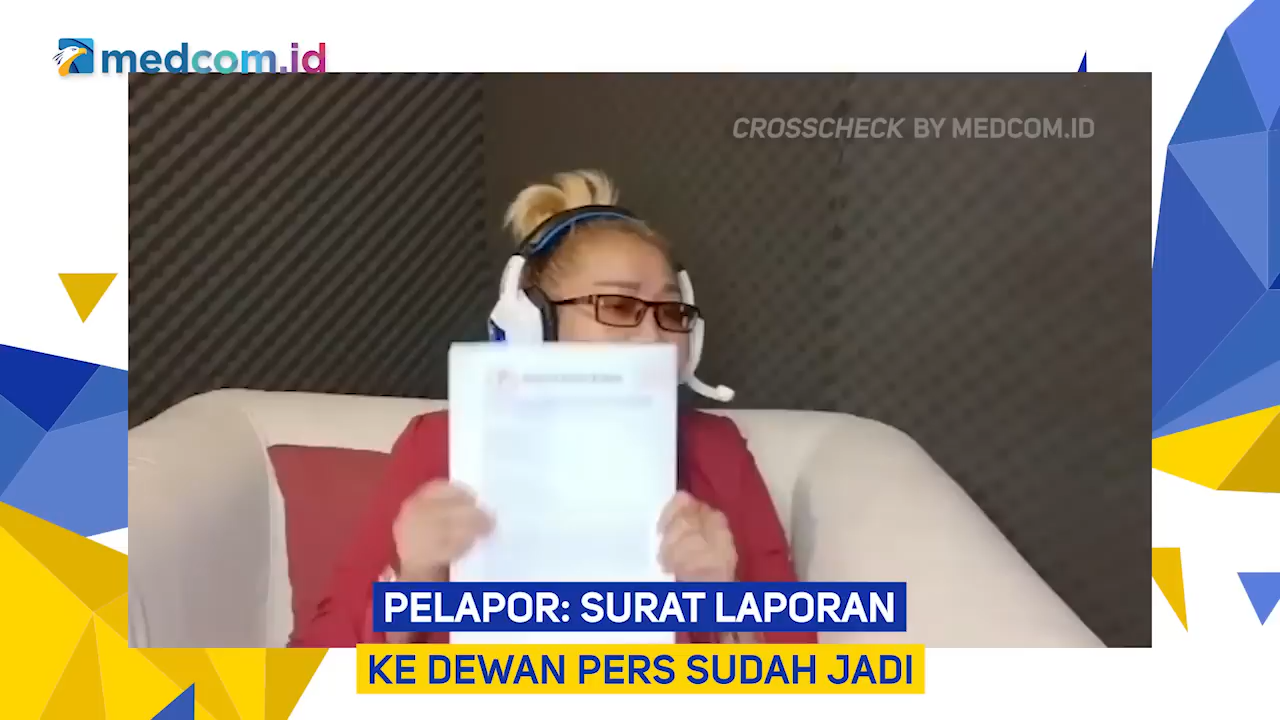 medcom.id
CROSSCHECK BY MEDCOM.ID
PELAPOR: SURAT LAPORAN
KE DEWAN PERS SUDAH JADI